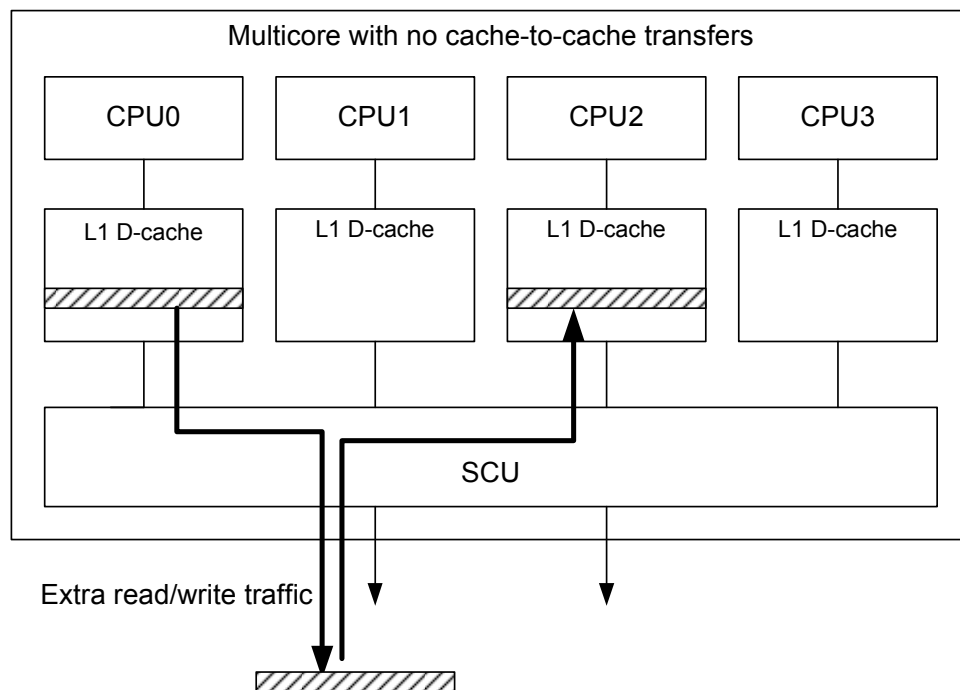 Multicore with no cache-to-cache transfers
CPU0
CPU1
CPU2
CPU3
L1 D-cache
L1 D-cache
L1 D-cache
L1 D-cache
SCU
Extra read/write traffic